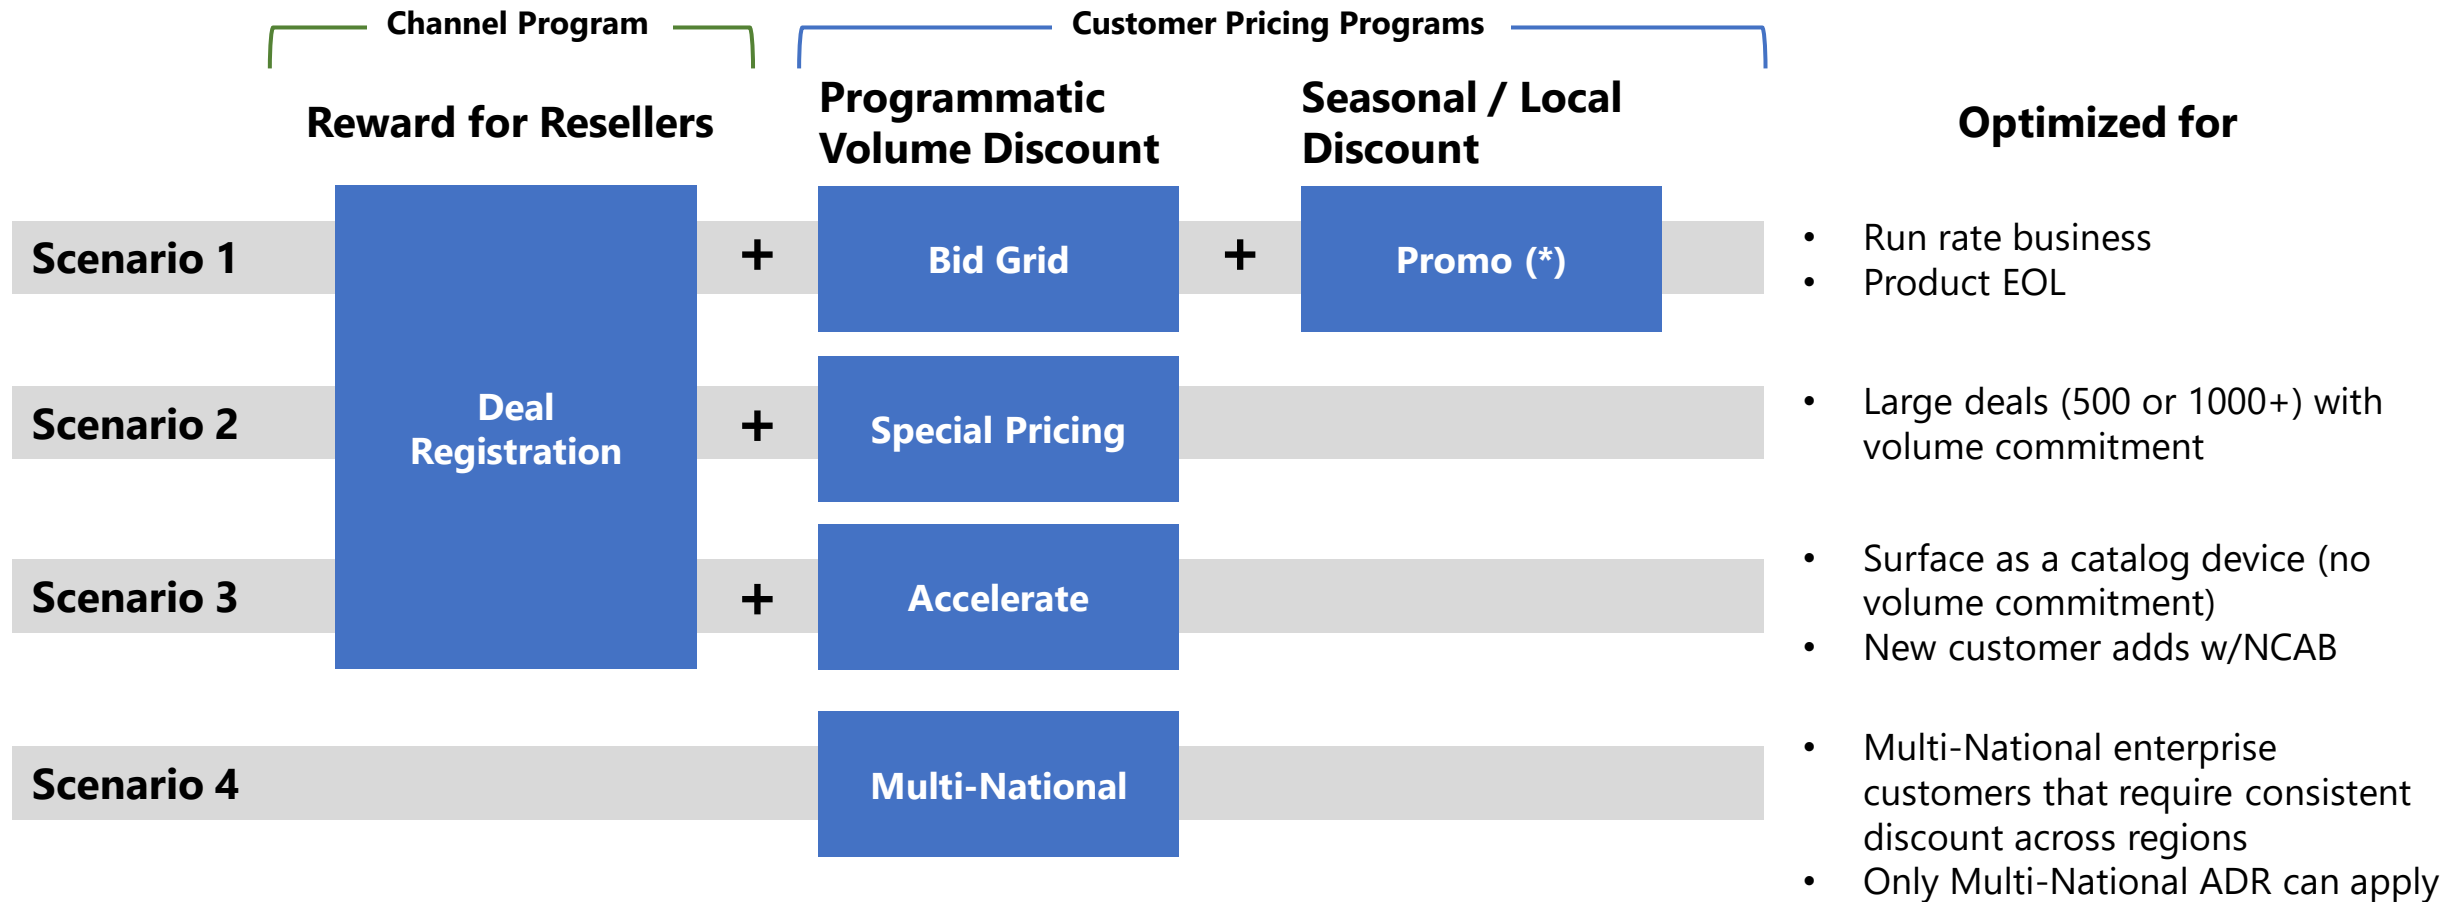 Channel Program
Customer Pricing Programs
Reward for Resellers
Programmatic
Volume Discount
Seasonal / Local
Discount
Optimized for
Scenario 1
+
Bid Grid
+
Promo (*)
• Run rate business
• Product EOL
Deal
Registration
Scenario 2
+
Special Pricing
• Large deals (500 or 1000+) with
volume commitment
Scenario 3
+
Accelerate
• Surface as a catalog device (no
volume commitment)
• New customer adds w/NCAB
Scenario 4
Multi-National
• Multi-National enterprise
customers that require consistent
discount across regions
• Only Multi-National ADR can apply